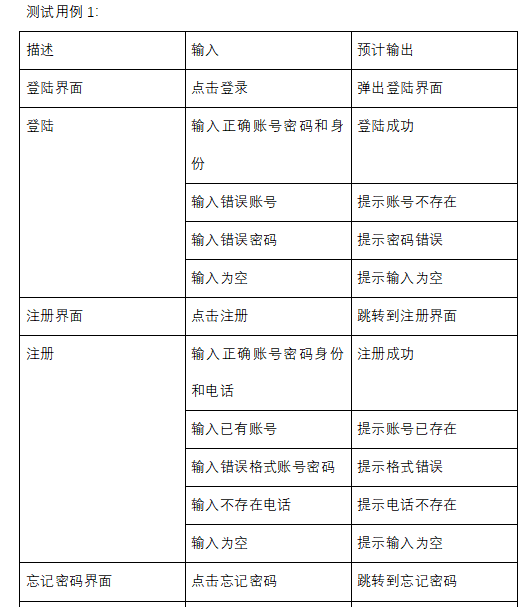 测试用例 1:
描述 输入 预计输出
登陆界面 点击登录 弹出登陆界面
登陆 输入正确账号密码和身 登陆成功
份
输入错误账号 提示账号不存在
输入错误密码 提示密码错误
输入为空 提示输入为空
注册界面 点击注册 跳转到注册界面
注册 输入正确账号密码身份 注册成功
和电话
输入已有账号 提示账号已存在
输入错误格式账号密码 提示格式错误
输入不存在电话 提示电话不存在
输入为空 提示输入为空
忘记密码界面 点击忘记密码 跳转到忘记密码